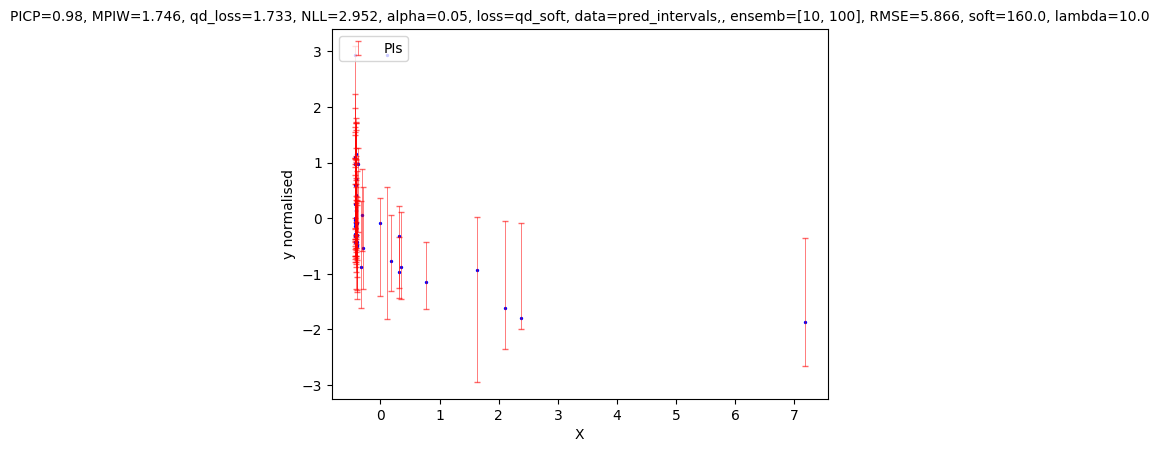 PICP=0.98, MPIW=1.746, qd_loss=1.733, NLL=2.952, alpha=0.05, loss=qd_soft, data=pred_intervals,, ensemb=[10, 100], RMSE=5.866, soft=160.0, lambda=10.0
PIs
3
2
1
0
−1
−2
−3
y normalised
0 1 2 3 4 5 6 7
X